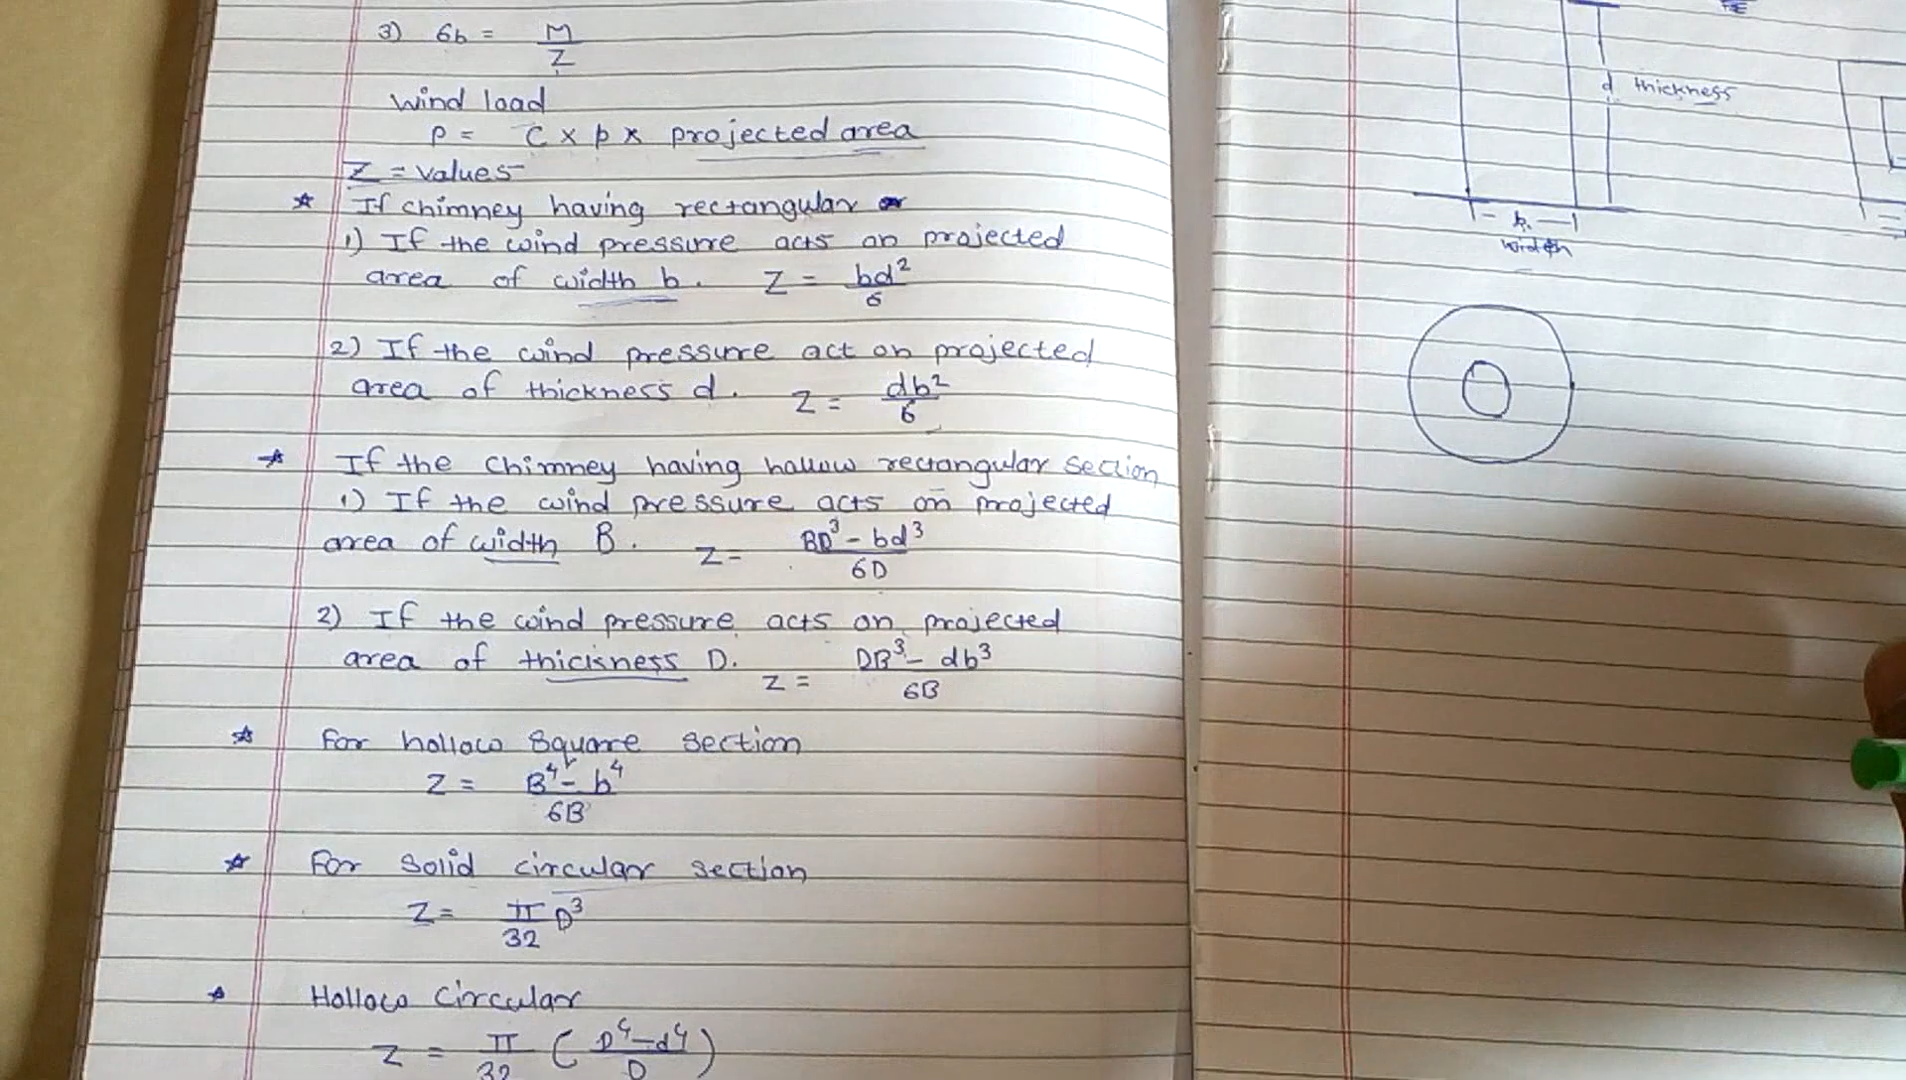 3) σb = M/Z
Wind load
P = C x p x projected area
Z = values
☆ If chimney having rectangular or
1) If the wind pressure acts on projected
area of width b. Z = bd²/6
2) If the wind pressure act on projected
area of thickness d. Z = db²/6
☆ If the chimney having hallow rectangular section
1) If the wind pressure acts on projected
area of width B. Z = BD³ - bd³/6D
2) If the wind pressure acts on projected
area of thickness D. Z = DB³ - db³/6B
☆ For hollow square section
Z = B⁴ - b⁴/6B
☆ For solid circular section
Z = π/32 D³
☆ Hollow circular
Z = π/32 (D⁴ - d⁴/D)
d thickness
b
width